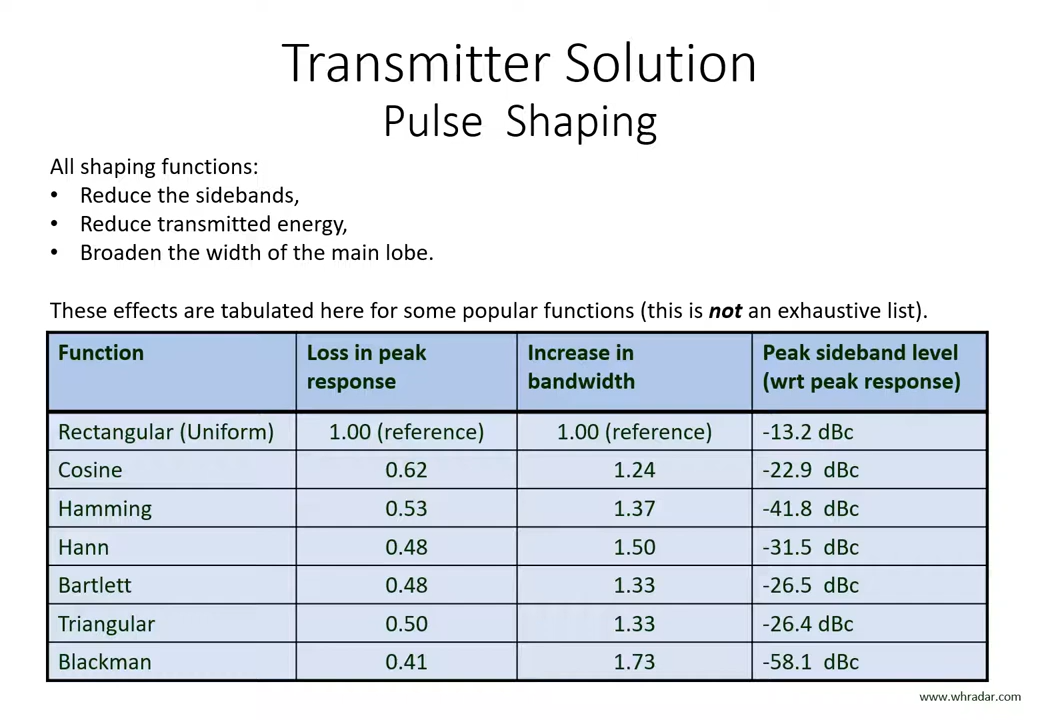 Transmitter Solution
Pulse Shaping
All shaping functions:
• Reduce the sidebands,
• Reduce transmitted energy,
• Broaden the width of the main lobe.
These effects are tabulated here for some popular functions (this is not an exhaustive list).
Function Loss in peak response Increase in bandwidth Peak sideband level (wrt peak response)
Rectangular (Uniform) 1.00 (reference) 1.00 (reference) -13.2 dBc
Cosine 0.62 1.24 -22.9 dBc
Hamming 0.53 1.37 -41.8 dBc
Hann 0.48 1.50 -31.5 dBc
Bartlett 0.48 1.33 -26.5 dBc
Triangular 0.50 1.33 -26.4 dBc
Blackman 0.41 1.73 -58.1 dBc
www.whradar.com